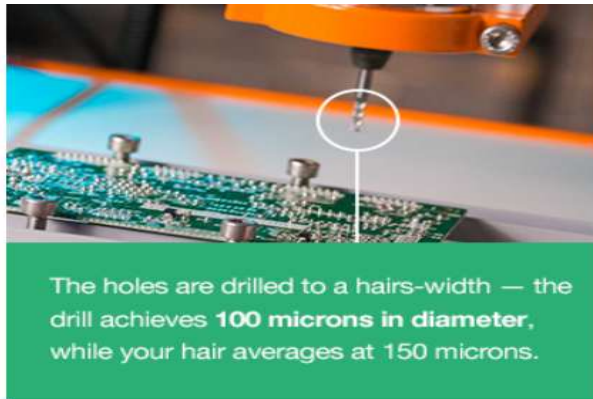 The holes are drilled to a hairs-width — the
drill achieves 100 microns in diameter,
while your hair averages at 150 microns.